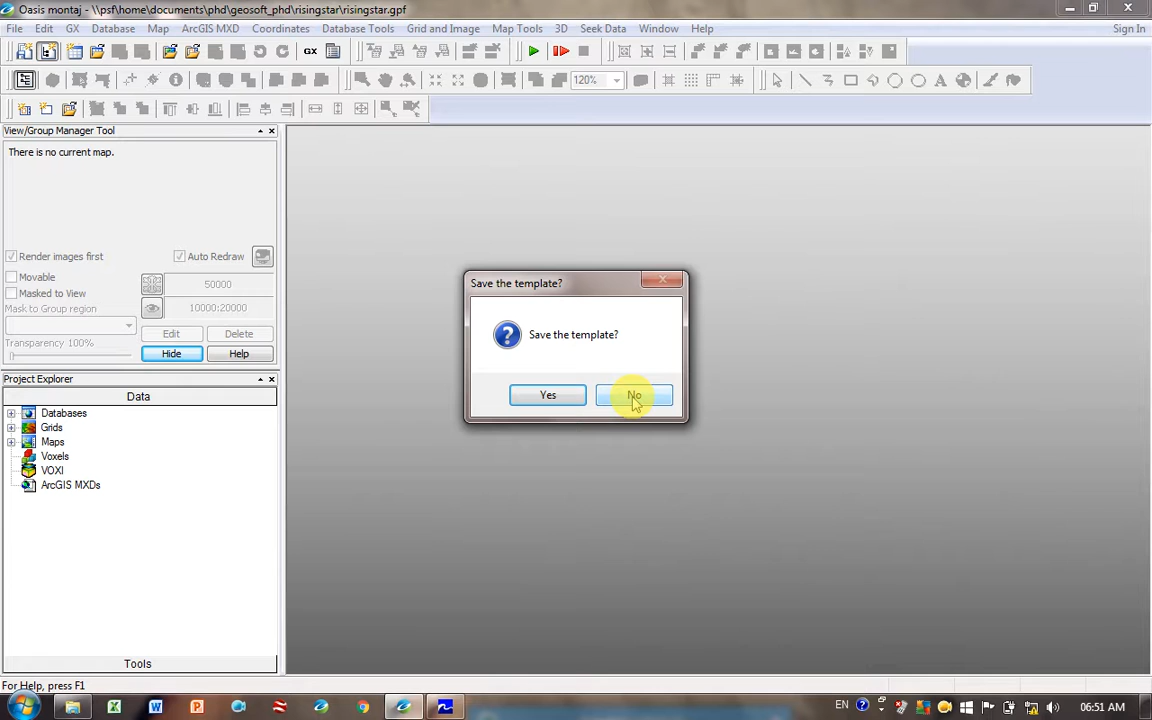 Oasis montaj - \\psf\home\documents\phd\geosoft_phd\risingstar\risingstar.gpf
File Edit GX Database Map ArcGIS MXD Coordinates Database Tools Grid and Image Map Tools 3D Seek Data Window Help Sign In
GX
120%
View/Group Manager Tool
There is no current map.
Render images first
Auto Redraw
Movable
50000
Masked to View
Mask to Group region
10000:20000
Edit
Delete
Transparency 100%
Hide
Help
Save the template?
Save the template?
Yes
No
Project Explorer
Data
Databases
Grids
Maps
Voxels
VOXI
ArcGIS MXDs
Tools
For Help, press F1
EN
06:51 AM